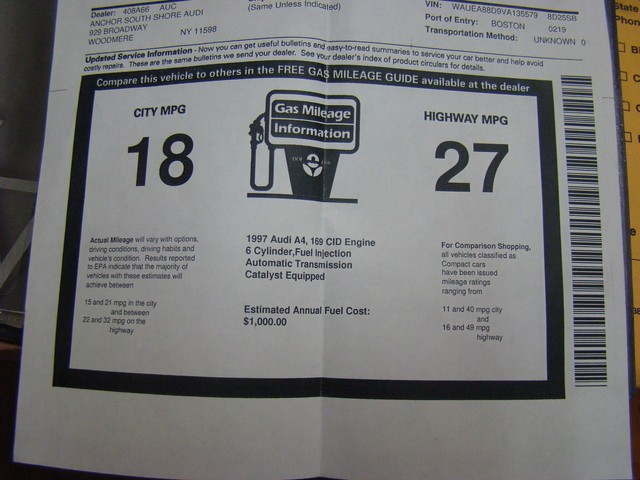 Dealer: 408A66 AUC
ANCHOR SOUTH SHORE AUDI
929 BROADWAY
WOODMERE NY 11598
(Same Unless Indicated)
VIN: WAUEA88D9VA135579 8D25SB
Port of Entry: BOSTON 0219
Transportation Method: UNKNOWN 0
Updated Service Information - Now you can get useful bulletins and easy-to-read summaries to service your car better and help avoid
costly repairs. These are the same bulletins we send your dealer. See your dealer's index of product circulars for details.
Compare this vehicle to others in the FREE GAS MILEAGE GUIDE available at the dealer
CITY MPG
18
Gas Mileage
Information
HIGHWAY MPG
27
Actual Mileage will vary with options,
driving conditions, driving habits and
vehicle's condition. Results reported
to EPA indicate that the majority of
vehicles with these estimates will
achieve between
15 and 21 mpg in the city
and between
22 and 32 mpg on the
highway
1997 Audi A4, 169 CID Engine
6 Cylinder,Fuel Injection
Automatic Transmission
Catalyst Equipped
Estimated Annual Fuel Cost:
$1,000.00
For Comparison Shopping,
all vehicles classified as
Compact cars
have been issued
mileage ratings
ranging from
11 and 40 mpg city
and
16 and 49 mpg
highway
State
Phon